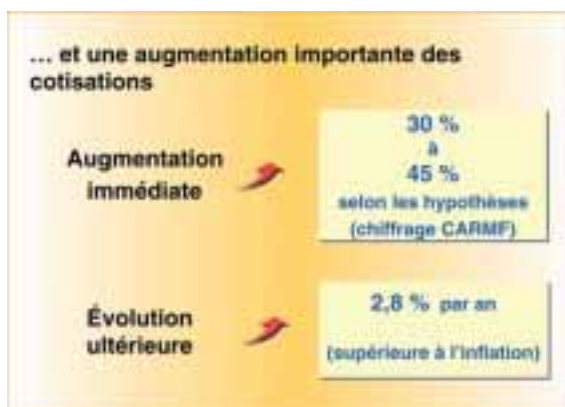 ... et une augmentation importante des
cotisations
Augmentation
immédiate
30 %
à
45 %
selon les hypothèses
(chiffrage CARMF)
Évolution
ultérieure
2,8 % par an
(supérieure à l'inflation)